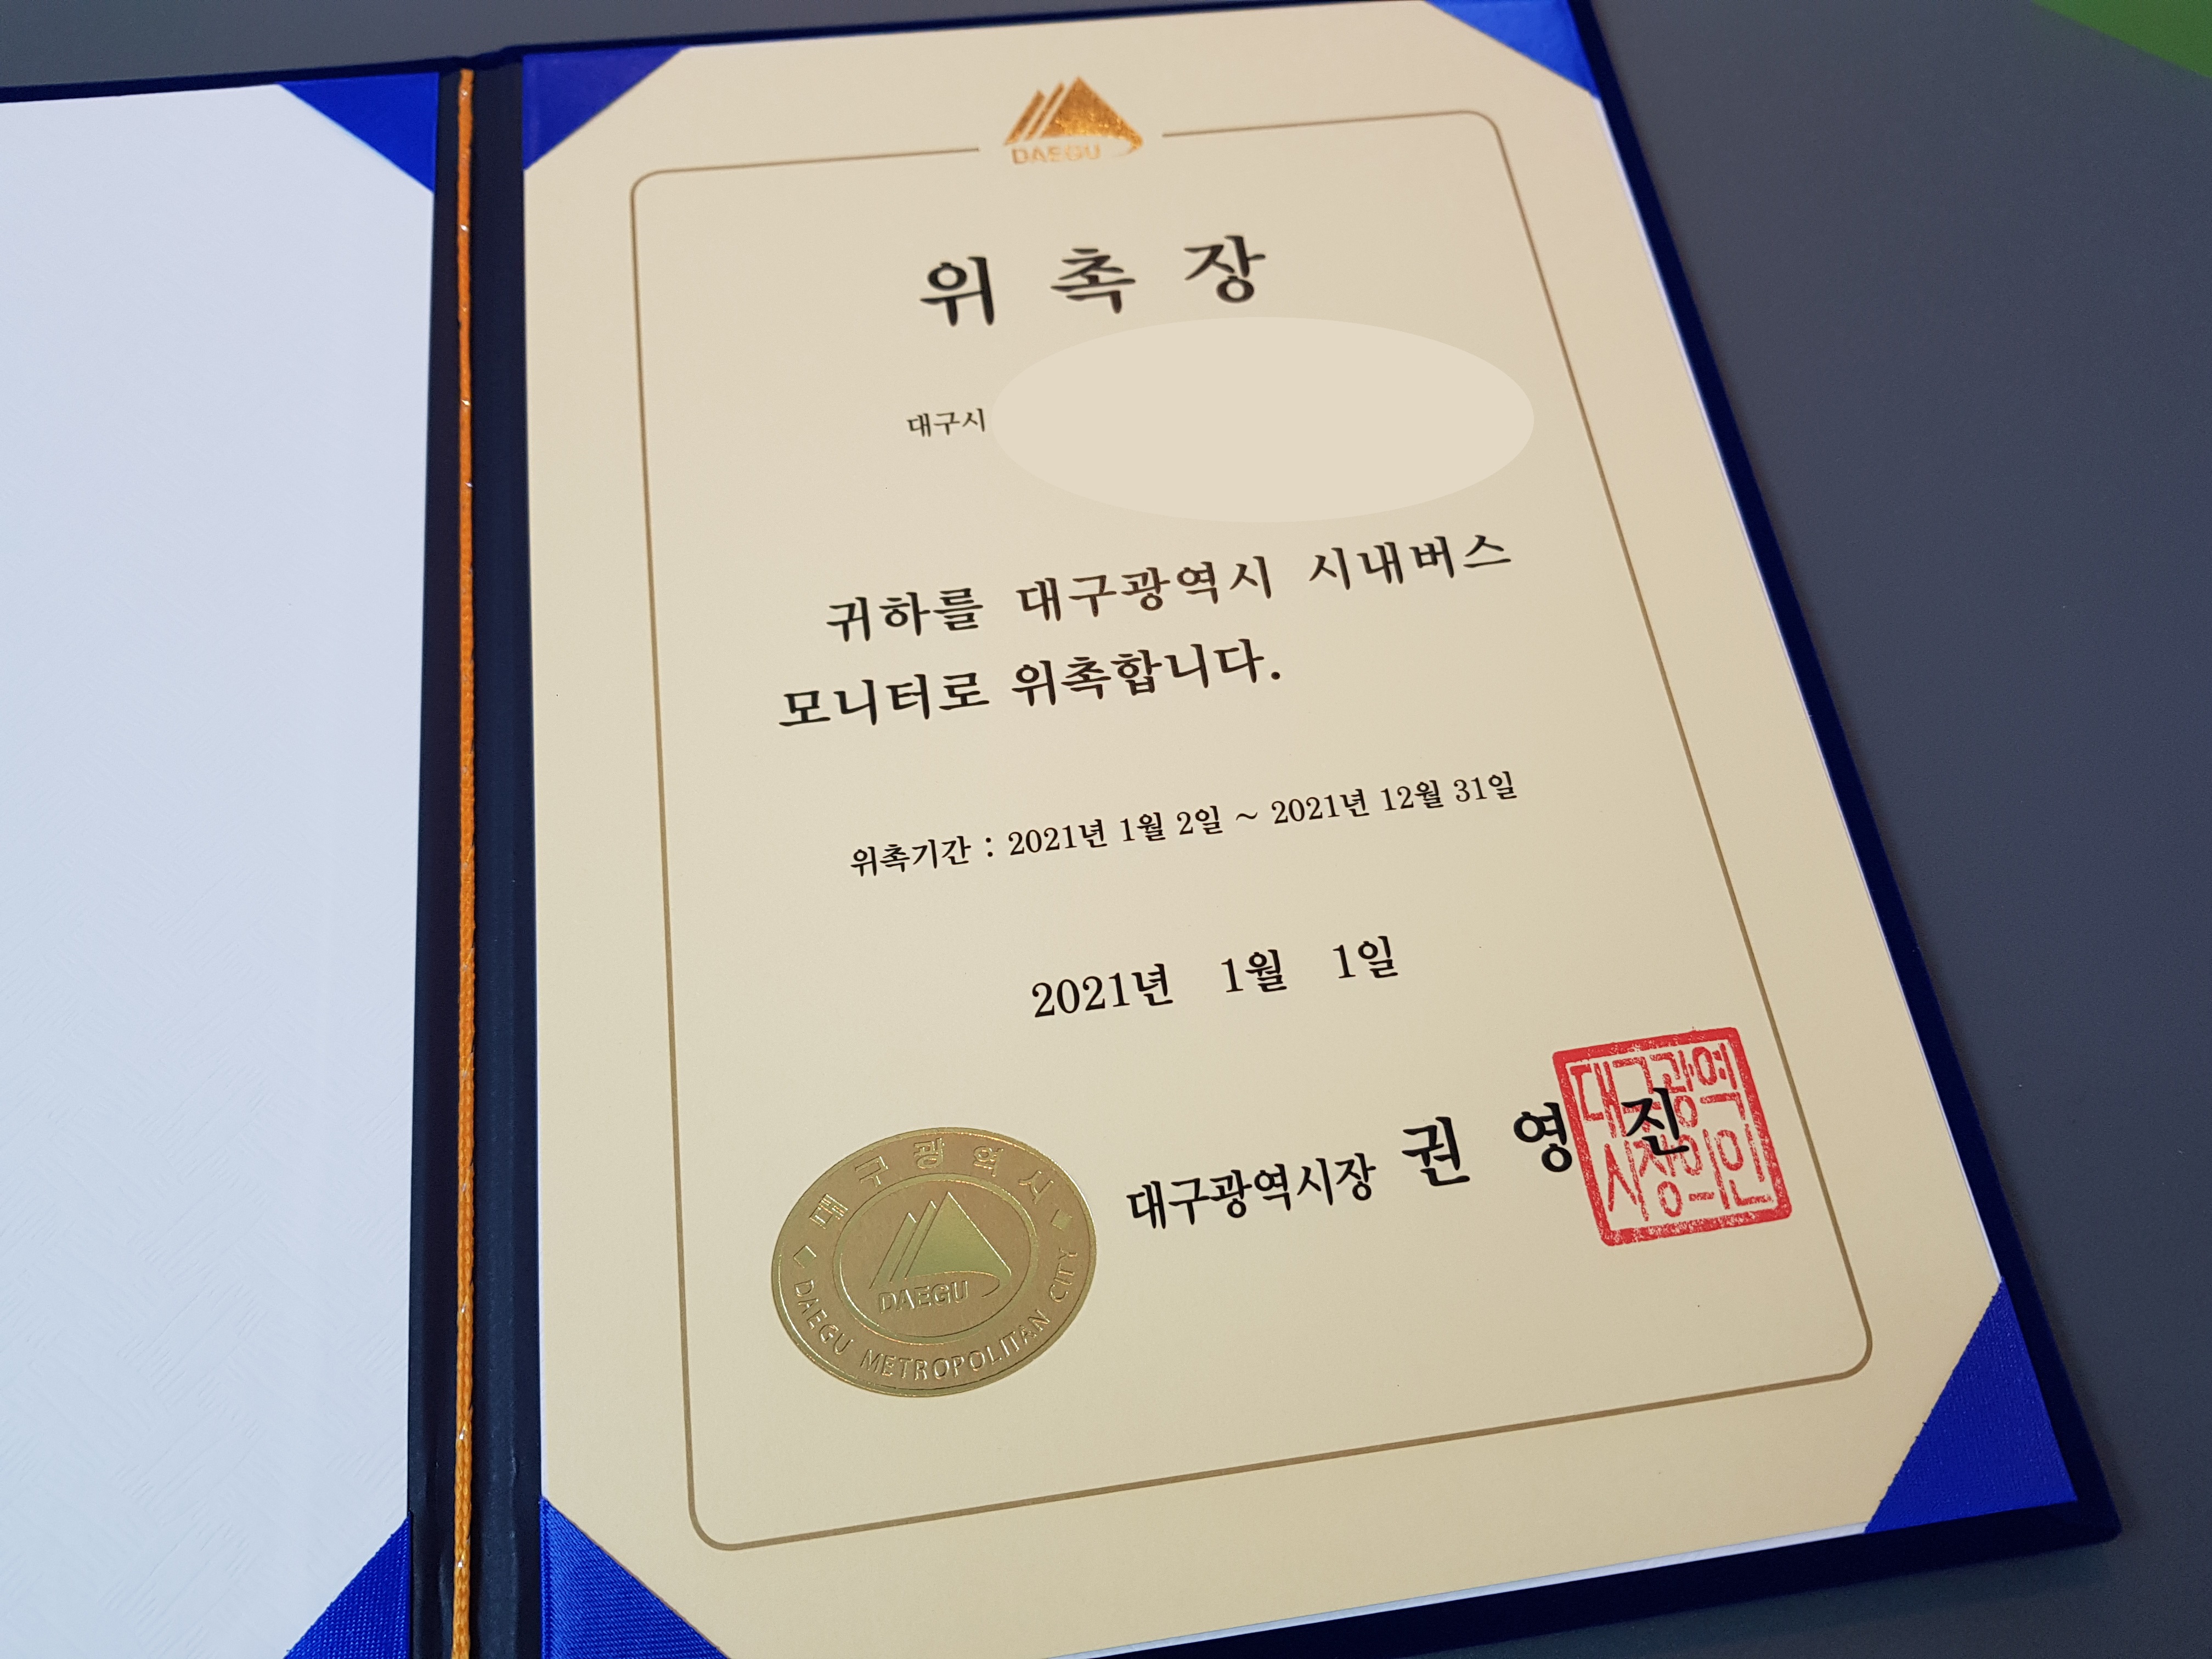 DAEGU
위 촉 장
대구시
귀하를 대구광역시 시내버스
모니터로 위촉합니다.
위촉기간 : 2021년 1월 2일 ~ 2021년 12월 31일
2021년 1월 1일
대구광역시장 권 영 진
대구광역
시장의인
대구광역시
DAEGU
DAEGU METROPOLITAN CITY